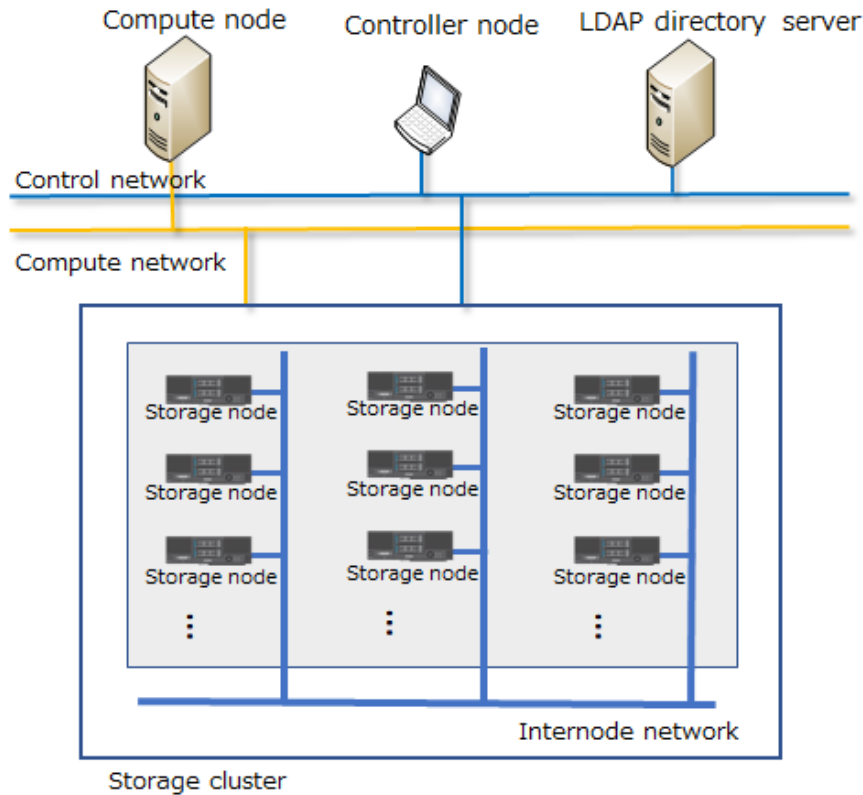 Compute node
Controller node
LDAP directory server
Control network
Compute network
Storage node
Storage node
Storage node
Storage node
Storage node
Storage node
Storage node
Storage node
Storage node
⋮
⋮
⋮
Internode network
Storage cluster